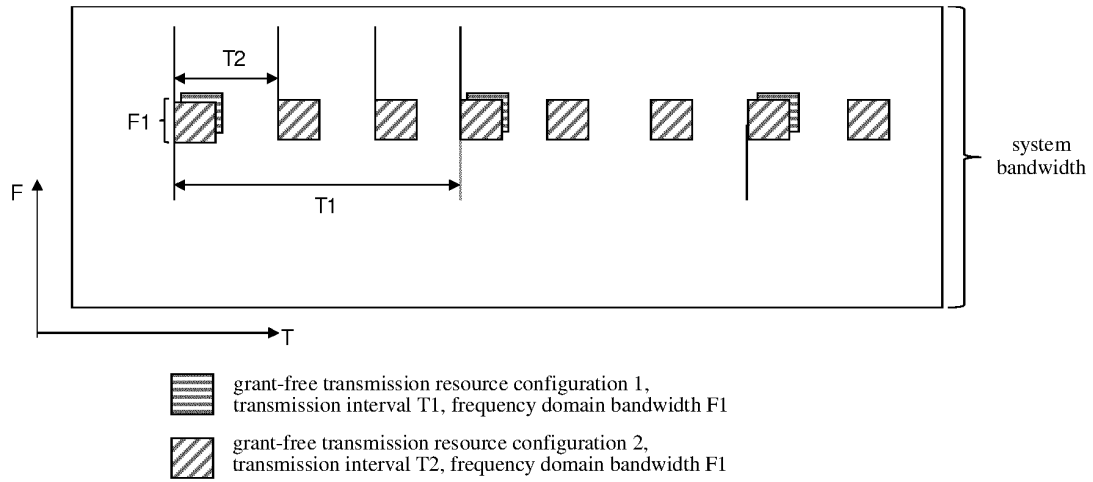 T2
F1
system
bandwidth
F
T1
T
grant-free transmission resource configuration 1,
transmission interval T1, frequency domain bandwidth F1
grant-free transmission resource configuration 2,
transmission interval T2, frequency domain bandwidth F1